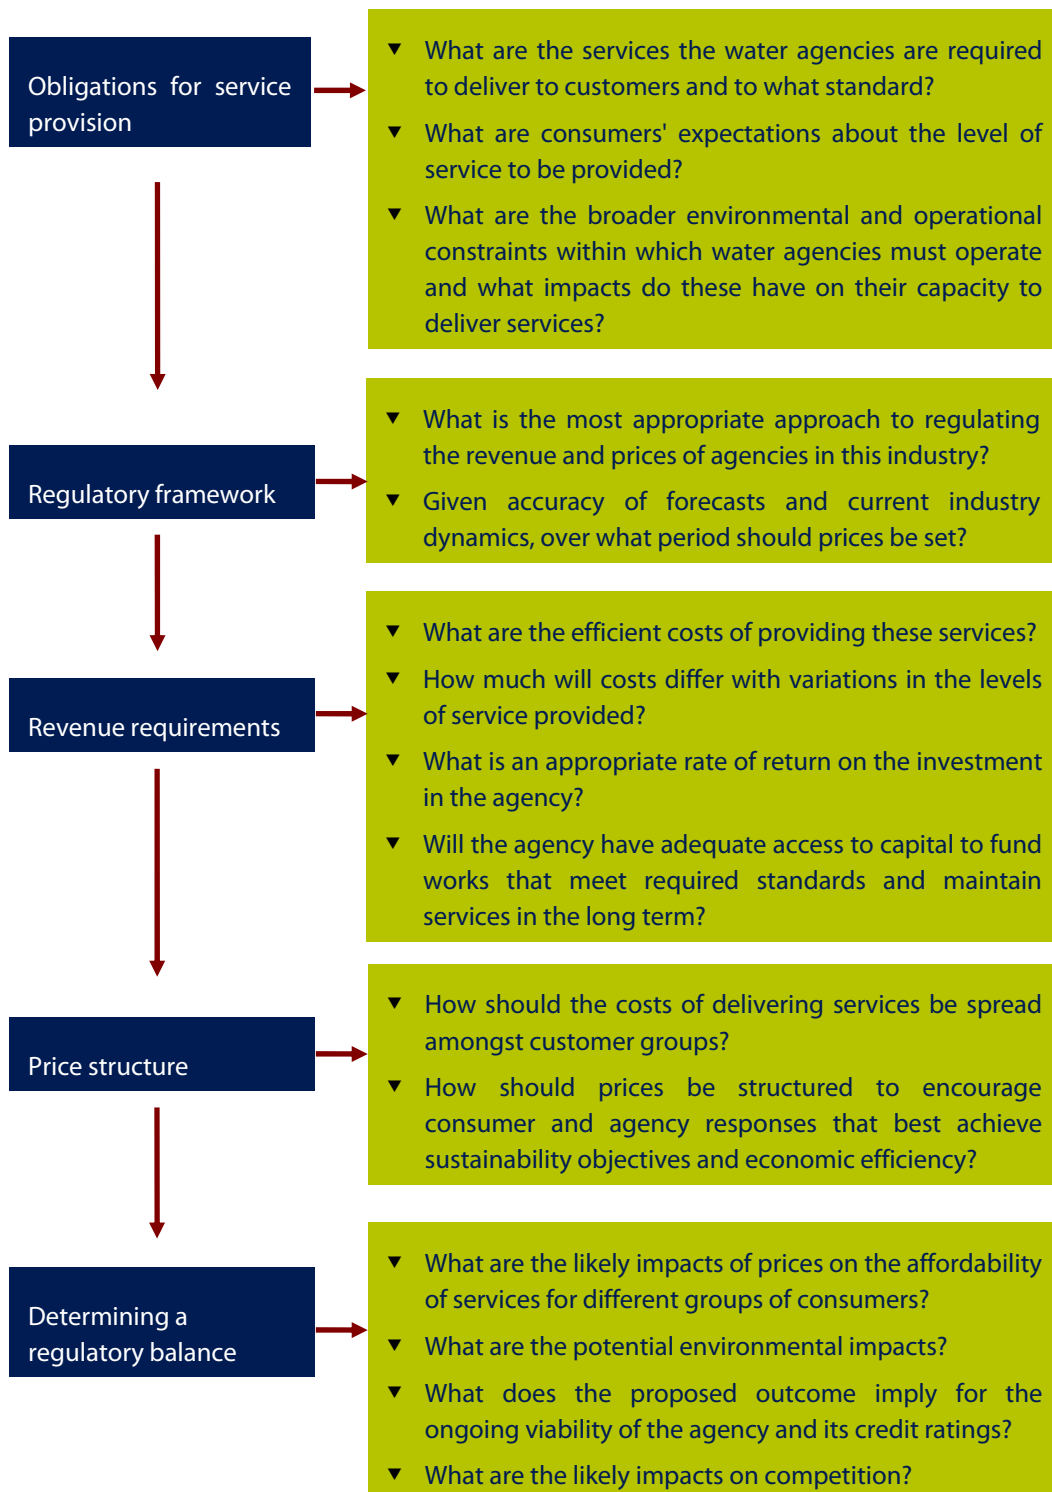 Obligations for service
provision
▼ What are the services the water agencies are required
to deliver to customers and to what standard?
▼ What are consumers' expectations about the level of
service to be provided?
▼ What are the broader environmental and operational
constraints within which water agencies must operate
and what impacts do these have on their capacity to
deliver services?
Regulatory framework
▼ What is the most appropriate approach to regulating
the revenue and prices of agencies in this industry?
▼ Given accuracy of forecasts and current industry
dynamics, over what period should prices be set?
Revenue requirements
▼ What are the efficient costs of providing these services?
▼ How much will costs differ with variations in the levels
of service provided?
▼ What is an appropriate rate of return on the investment
in the agency?
▼ Will the agency have adequate access to capital to fund
works that meet required standards and maintain
services in the long term?
Price structure
▼ How should the costs of delivering services be spread
amongst customer groups?
▼ How should prices be structured to encourage
consumer and agency responses that best achieve
sustainability objectives and economic efficiency?
Determining a
regulatory balance
▼ What are the likely impacts of prices on the affordability
of services for different groups of consumers?
▼ What are the potential environmental impacts?
▼ What does the proposed outcome imply for the
ongoing viability of the agency and its credit ratings?
▼ What are the likely impacts on competition?